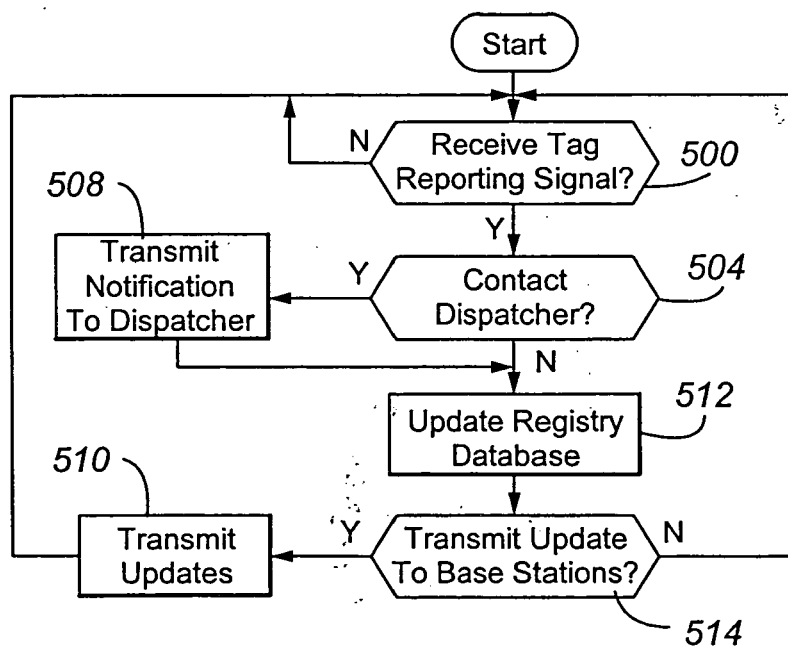 Start
N
Receive Tag
Reporting Signal?
500
Y
508
Transmit
Notification
To Dispatcher
Y
Contact
Dispatcher?
504
N
Update Registry
Database
512
510
Transmit
Updates
Y
Transmit Update
To Base Stations?
N
514